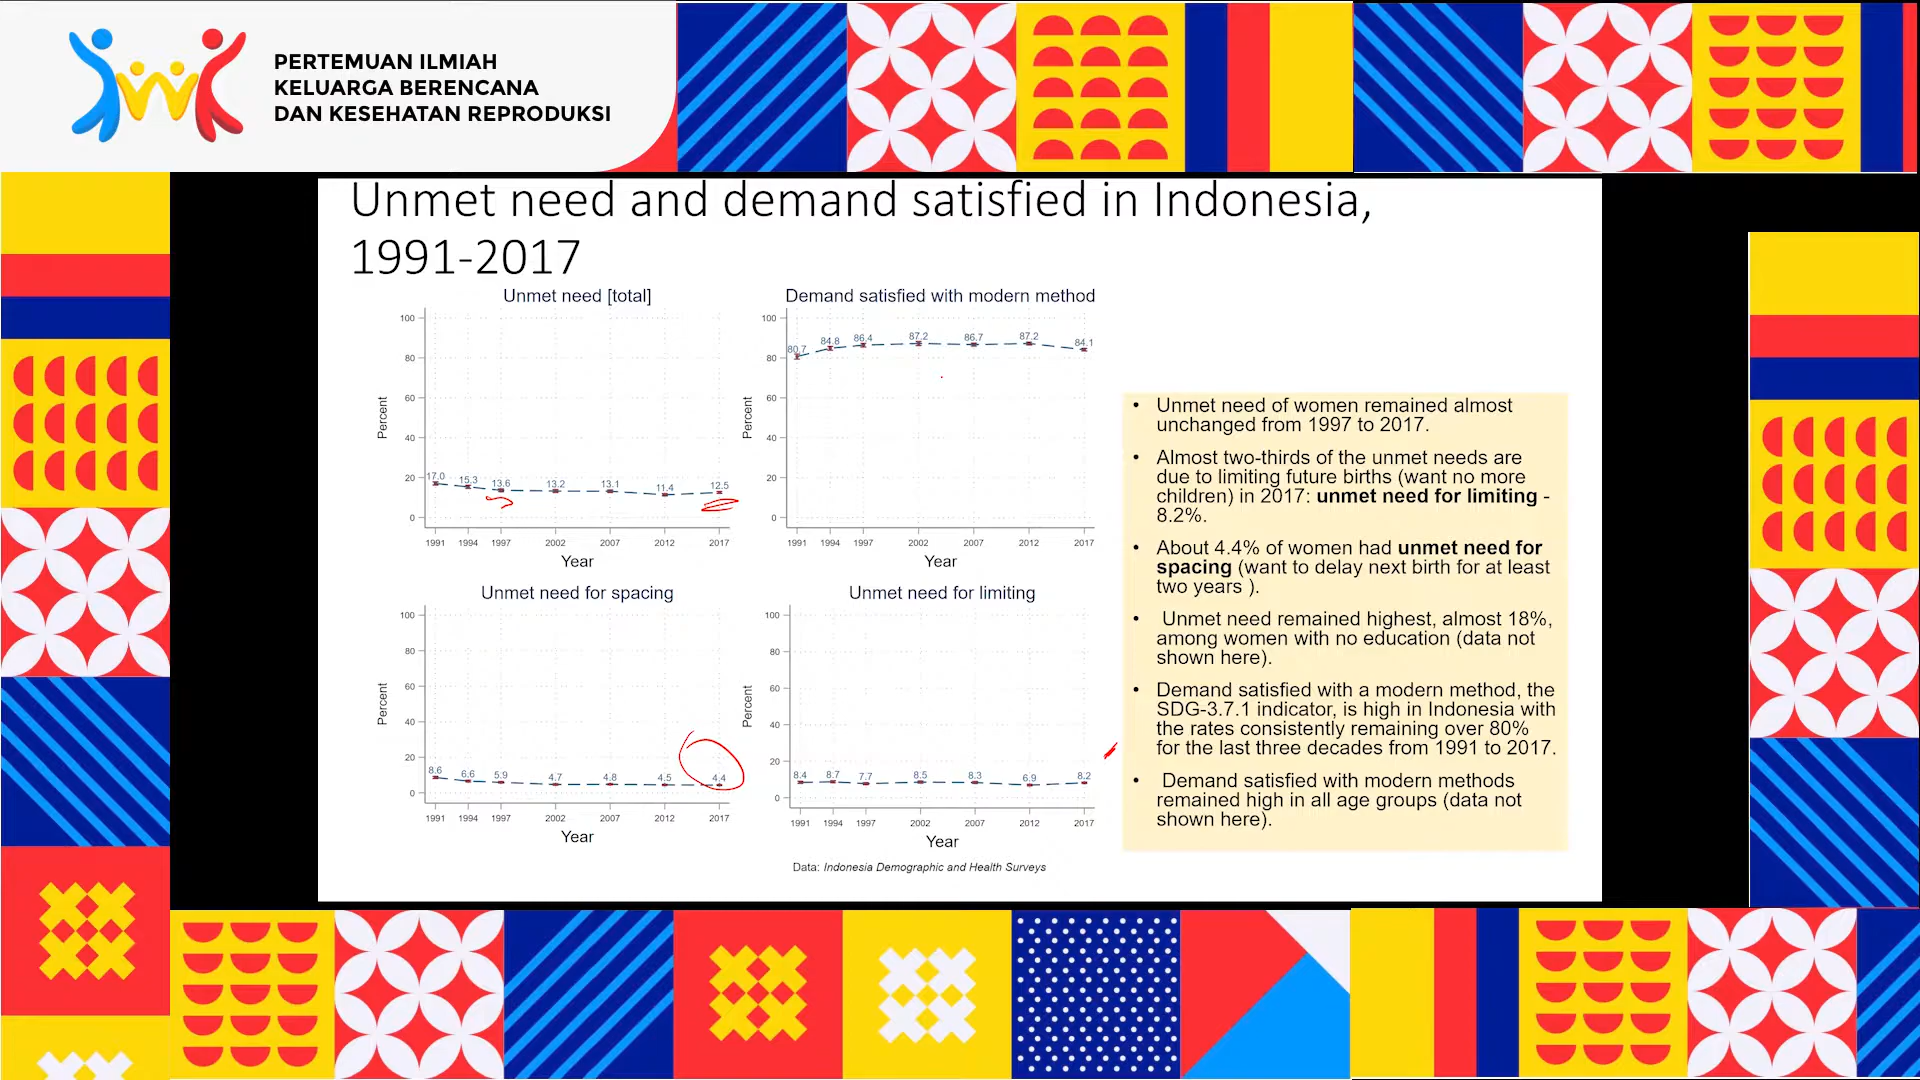 PERTEMUAN ILMIAH
KELUARGA BERENCANA
DAN KESEHATAN REPRODUKSI
Unmet need and demand satisfied in Indonesia,
1991-2017
Unmet need [total]
100
80
60
40
20
0
Percent
17.0 15.3 13.6 13.2 13.1 11.4 12.5
1991 1994 1997 2002 2007 2012 2017
Year
Demand satisfied with modern method
100
80
60
40
20
0
Percent
80.7 84.8 86.4 87.2 86.7 87.2 84.1
1991 1994 1997 2002 2007 2012 2017
Year
Unmet need for spacing
100
80
60
40
20
0
Percent
8.6 6.6 5.9 4.7 4.8 4.5 4.4
1991 1994 1997 2002 2007 2012 2017
Year
Unmet need for limiting
100
80
60
40
20
0
Percent
8.4 8.7 7.7 8.5 8.3 6.9 8.2
1991 1994 1997 2002 2007 2012 2017
Year
Data: Indonesia Demographic and Health Surveys
• Unmet need of women remained almost
unchanged from 1997 to 2017.
• Almost two-thirds of the unmet needs are
due to limiting future births (want no more
children) in 2017: unmet need for limiting -
8.2%.
• About 4.4% of women had unmet need for
spacing (want to delay next birth for at least
two years ).
• Unmet need remained highest, almost 18%,
among women with no education (data not
shown here).
• Demand satisfied with a modern method, the
SDG-3.7.1 indicator, is high in Indonesia with
the rates consistently remaining over 80%
for the last three decades from 1991 to 2017.
• Demand satisfied with modern methods
remained high in all age groups (data not
shown here).